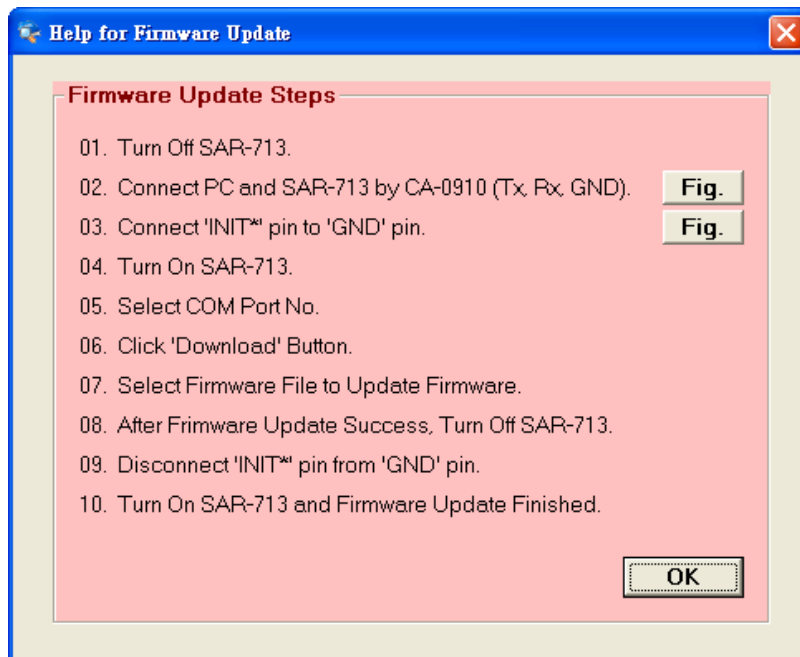 Help for Firmware Update
Firmware Update Steps
01. Turn Off SAR-713.
02. Connect PC and SAR-713 by CA-0910 (Tx, Rx, GND). Fig.
03. Connect 'INIT*' pin to 'GND' pin. Fig.
04. Turn On SAR-713.
05. Select COM Port No.
06. Click 'Download' Button.
07. Select Firmware File to Update Firmware.
08. After Frimware Update Success, Turn Off SAR-713.
09. Disconnect 'INIT*' pin from 'GND' pin.
10. Turn On SAR-713 and Firmware Update Finished.
OK